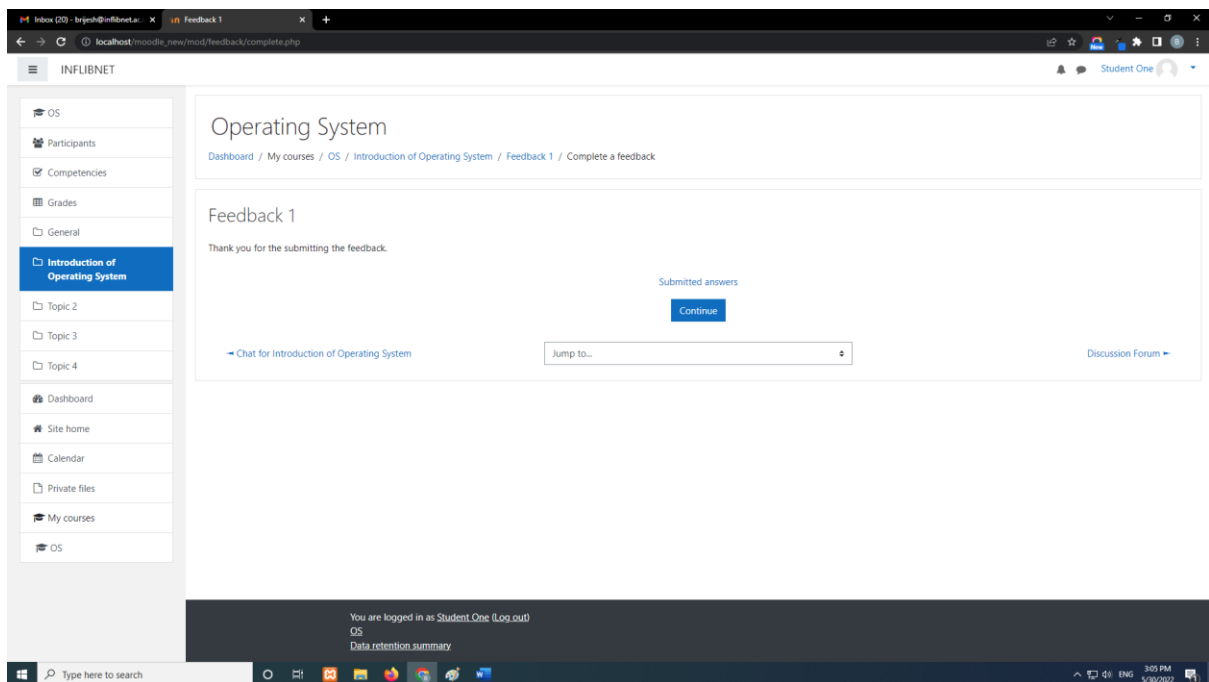 Inbox (20) - brijesh@inflibnet.ac. X
Feedback 1 X +
localhost/moodle_new/mod/feedback/complete.php
New
B
INFLIBNET
Student One
OS
Participants
Competencies
Grades
General
Introduction of
Operating System
Topic 2
Topic 3
Topic 4
Dashboard
Site home
Calendar
Private files
My courses
OS
Operating System
Dashboard / My courses / OS / Introduction of Operating System / Feedback 1 / Complete a feedback
Feedback 1
Thank you for the submitting the feedback.
Submitted answers
Continue
◄ Chat for Introduction of Operating System
Jump to...
Discussion Forum ►
You are logged in as Student One (Log out)
OS
Data retention summary
Type here to search
ENG
3:05 PM
5/30/2022